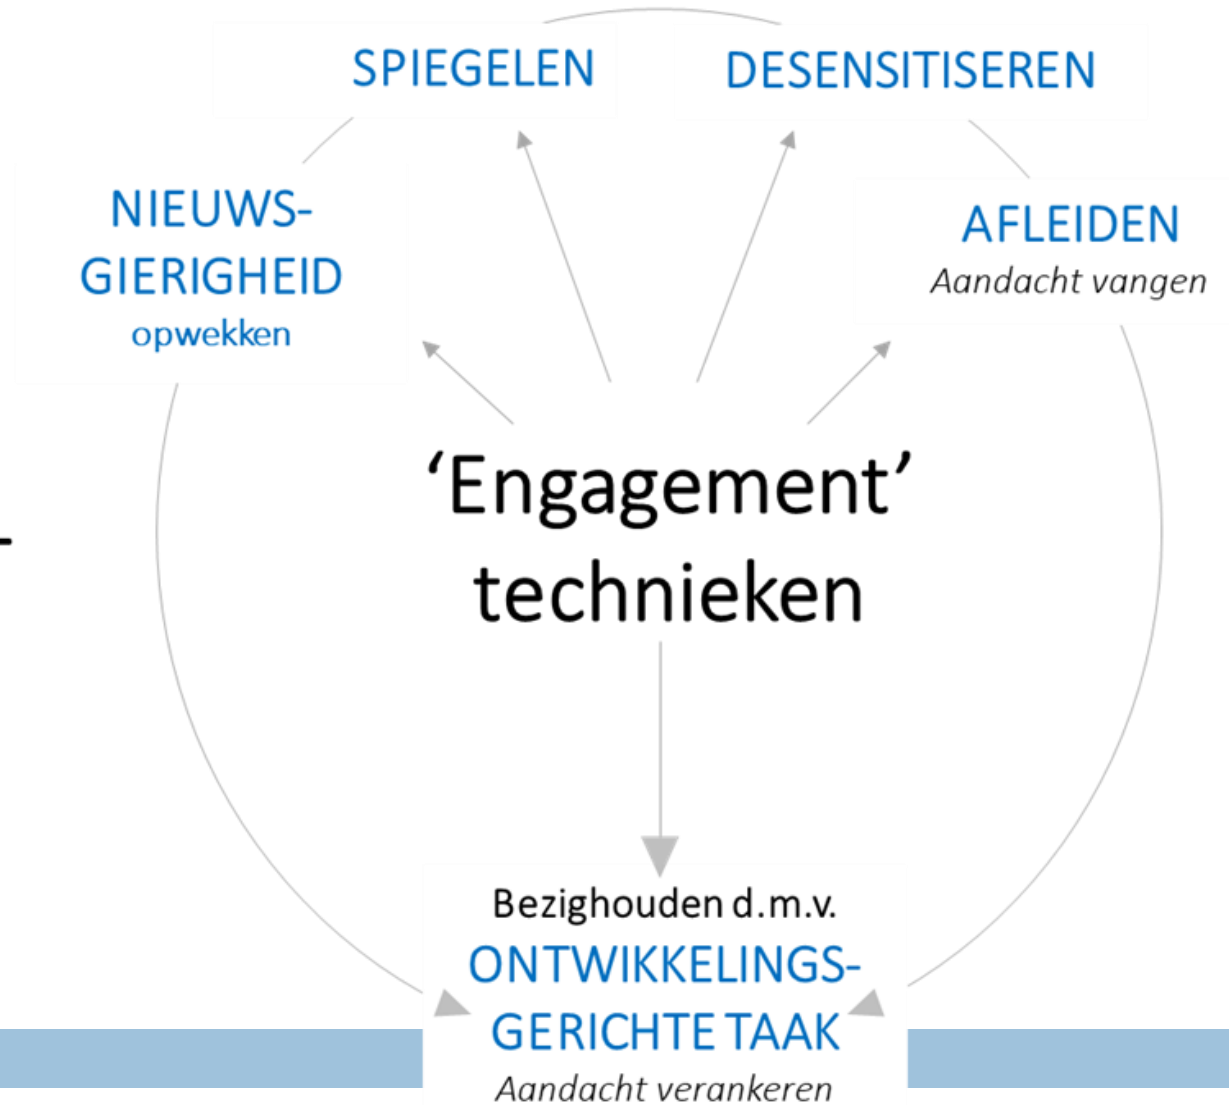 SPIEGELEN
DESENSITISEREN
NIEUWS-
GIERIGHEID
opwekken
AFLEIDEN
Aandacht vangen
‘Engagement’
technieken
Bezighouden d.m.v.
ONTWIKKELINGS-
GERICHTE TAAK
Aandacht verankeren